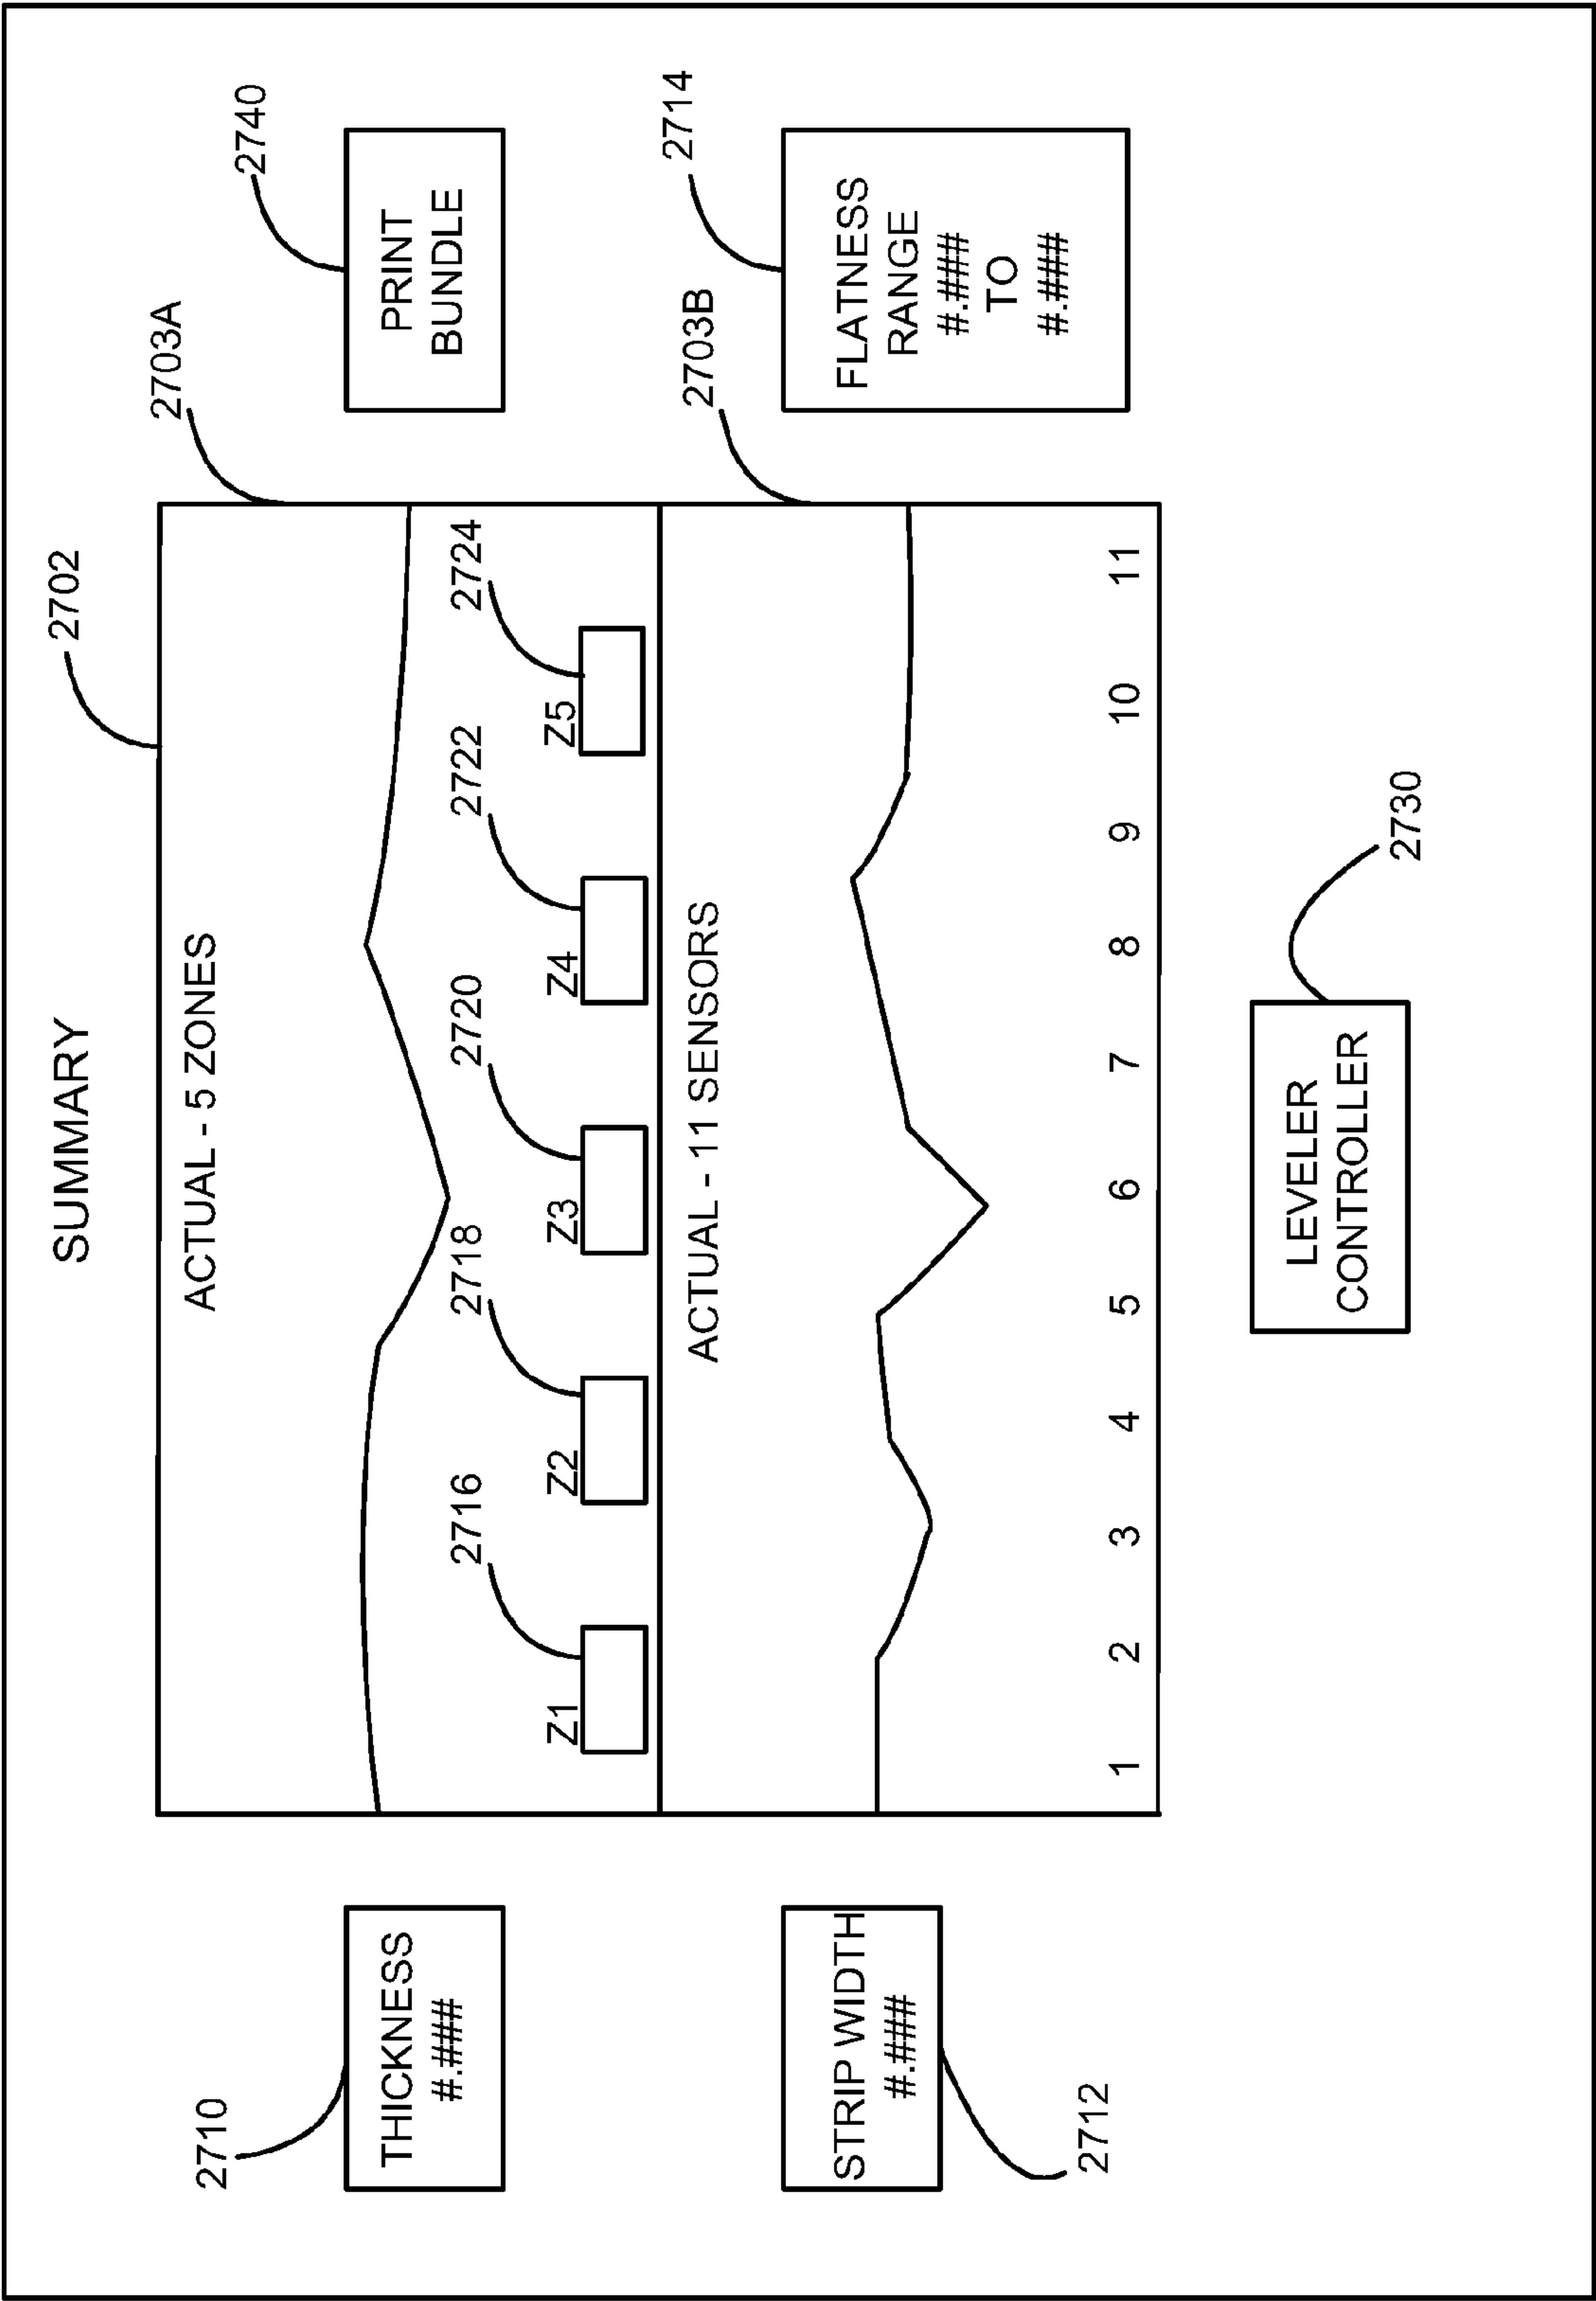 SUMMARY
2702
2710
THICKNESS
#.###
2712
STRIP WIDTH
#.###
ACTUAL - 5 ZONES
2703A
2716
2718
2720
2722
2724
Z1
Z2
Z3
Z4
Z5
ACTUAL - 11 SENSORS
2703B
1 2 3 4 5 6 7 8 9 10 11
2740
PRINT
BUNDLE
2714
FLATNESS
RANGE
#.###
TO
#.###
LEVELER
CONTROLLER
2730